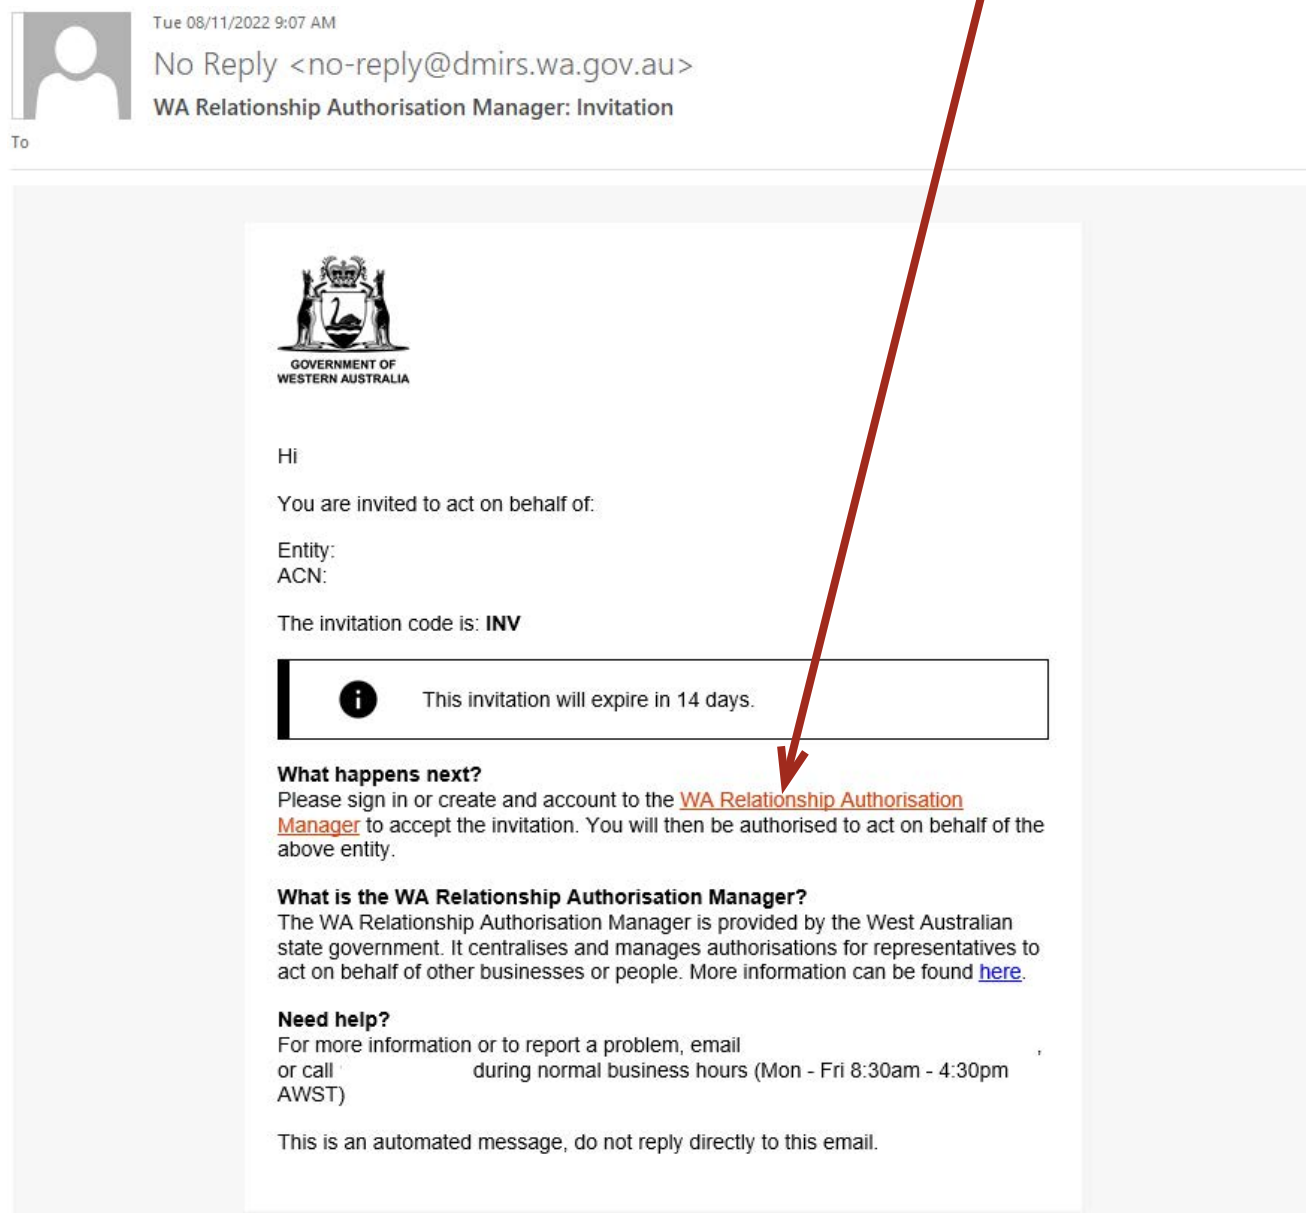 Tue 08/11/2022 9:07 AM
No Reply <no-reply@dmirs.wa.gov.au>
WA Relationship Authorisation Manager: Invitation
To
GOVERNMENT OF
WESTERN AUSTRALIA
Hi
You are invited to act on behalf of:
Entity:
ACN:
The invitation code is: INV
This invitation will expire in 14 days.
What happens next?
Please sign in or create and account to the WA Relationship Authorisation
Manager to accept the invitation. You will then be authorised to act on behalf of the
above entity.
What is the WA Relationship Authorisation Manager?
The WA Relationship Authorisation Manager is provided by the West Australian
state government. It centralises and manages authorisations for representatives to
act on behalf of other businesses or people. More information can be found here.
Need help?
For more information or to report a problem, email ,
or call during normal business hours (Mon - Fri 8:30am - 4:30pm
AWST)
This is an automated message, do not reply directly to this email.